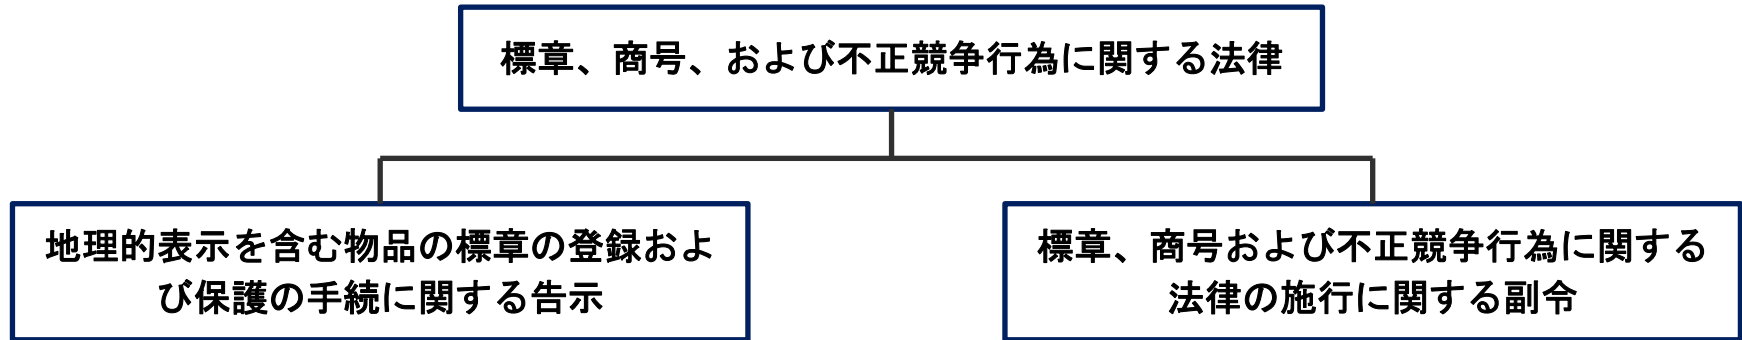 標章、商号、および不正競争行為に関する法律
地理的表示を含む物品の標章の登録およ
び保護の手続に関する告示
標章、商号および不正競争行為に関する
法律の施行に関する副令